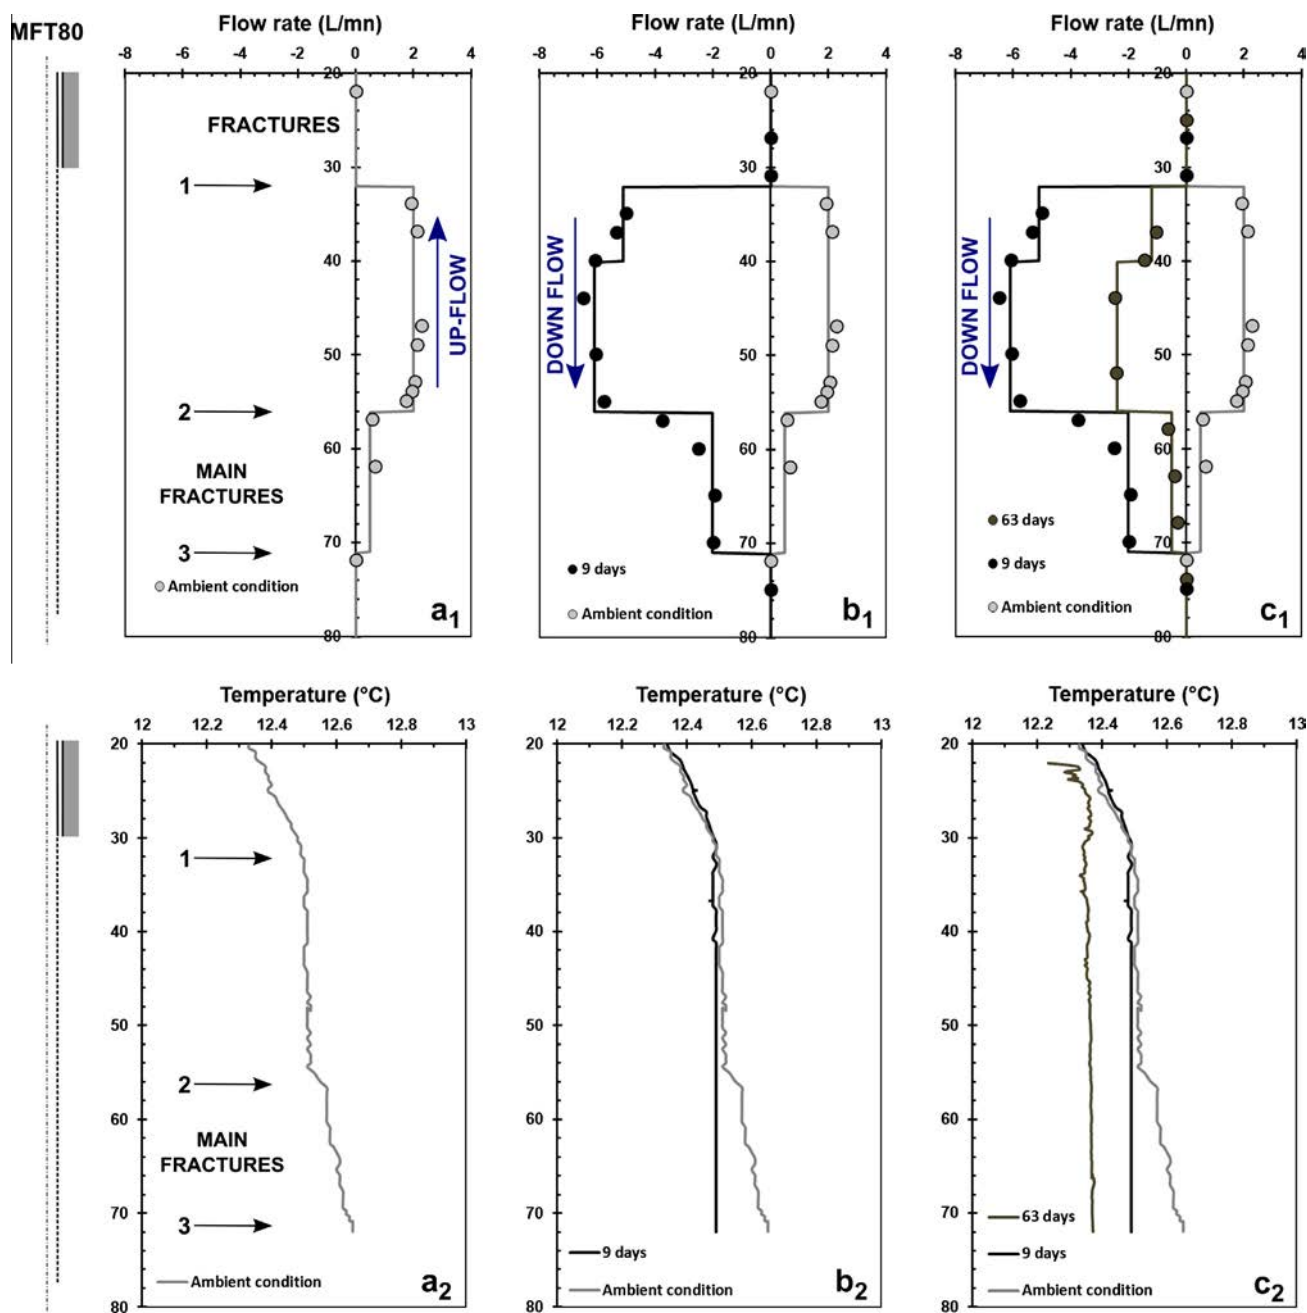 MFT80
Flow rate (L/mn)
-8 -6 -4 -2 0 2 4
20
30
40
50
60
70
80
FRACTURES
1
2
MAIN
FRACTURES
3
UP-FLOW
Ambient condition
a1
Flow rate (L/mn)
-8 -6 -4 -2 0 2 4
20
30
40
50
60
70
80
DOWN FLOW
9 days
Ambient condition
b1
Flow rate (L/mn)
-8 -6 -4 -2 0 2 4
20
30
40
50
60
70
80
DOWN FLOW
63 days
9 days
Ambient condition
c1
Temperature (°C)
12 12.2 12.4 12.6 12.8 13
20
30
40
50
60
70
80
1
2
MAIN
FRACTURES
3
Ambient condition
a2
Temperature (°C)
12 12.2 12.4 12.6 12.8 13
20
30
40
50
60
70
80
9 days
Ambient condition
b2
Temperature (°C)
12 12.2 12.4 12.6 12.8 13
20
30
40
50
60
70
80
63 days
9 days
Ambient condition
c2